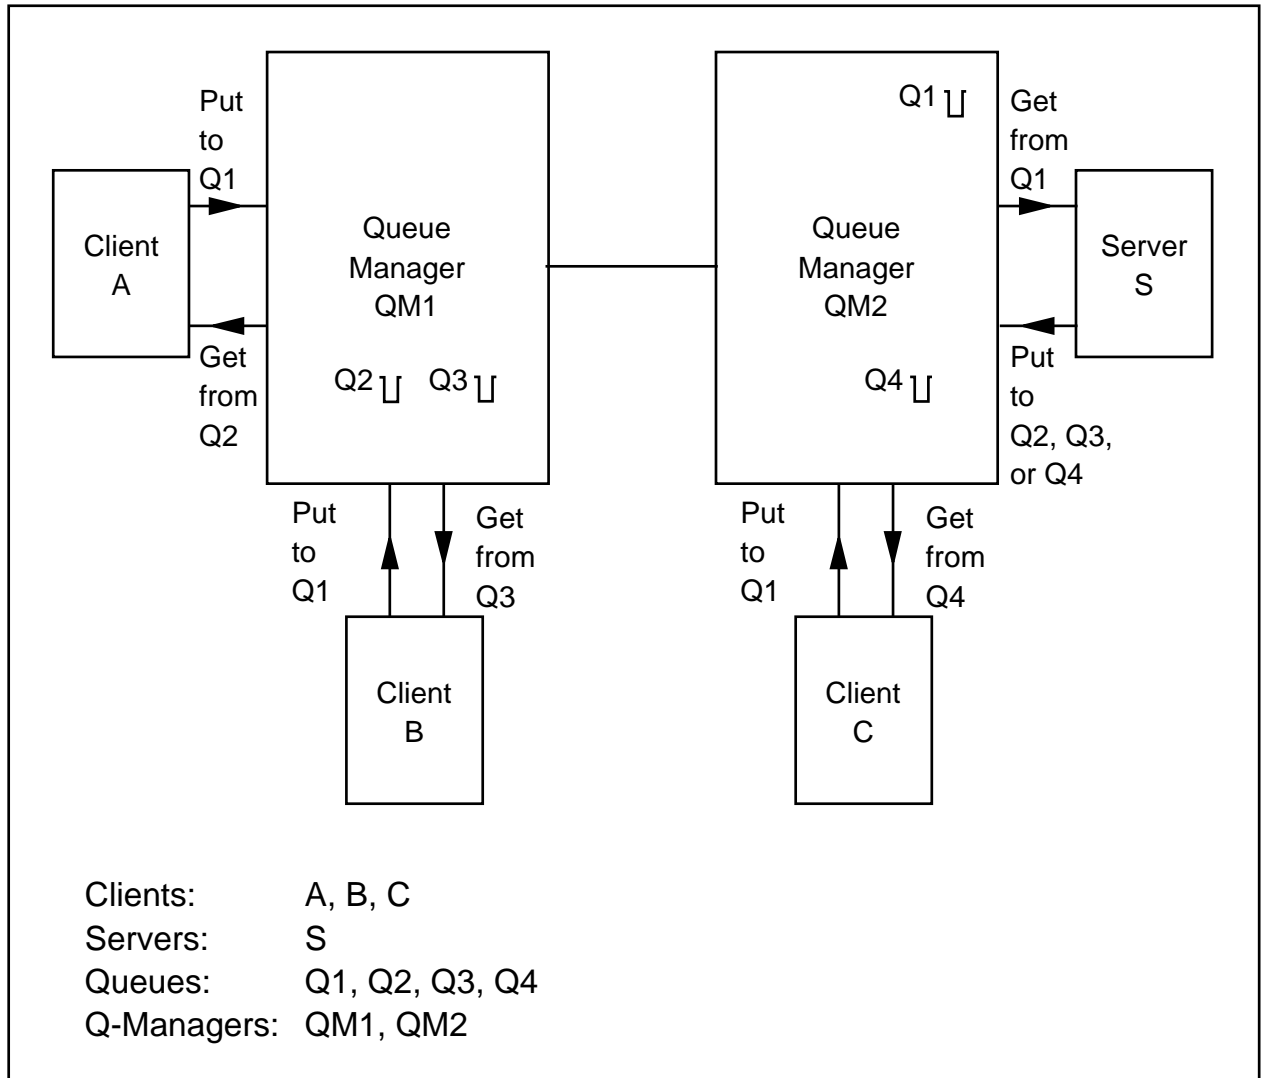 Put
to
Q1
Client
A
Get
from
Q2
Queue
Manager
QM1
Q2
Q3
Put
to
Q1
Get
from
Q3
Client
B
Q1
Queue
Manager
QM2
Q4
Get
from
Q1
Server
S
Put
to
Q2, Q3,
or Q4
Put
to
Q1
Get
from
Q4
Client
C
Clients: A, B, C
Servers: S
Queues: Q1, Q2, Q3, Q4
Q-Managers: QM1, QM2